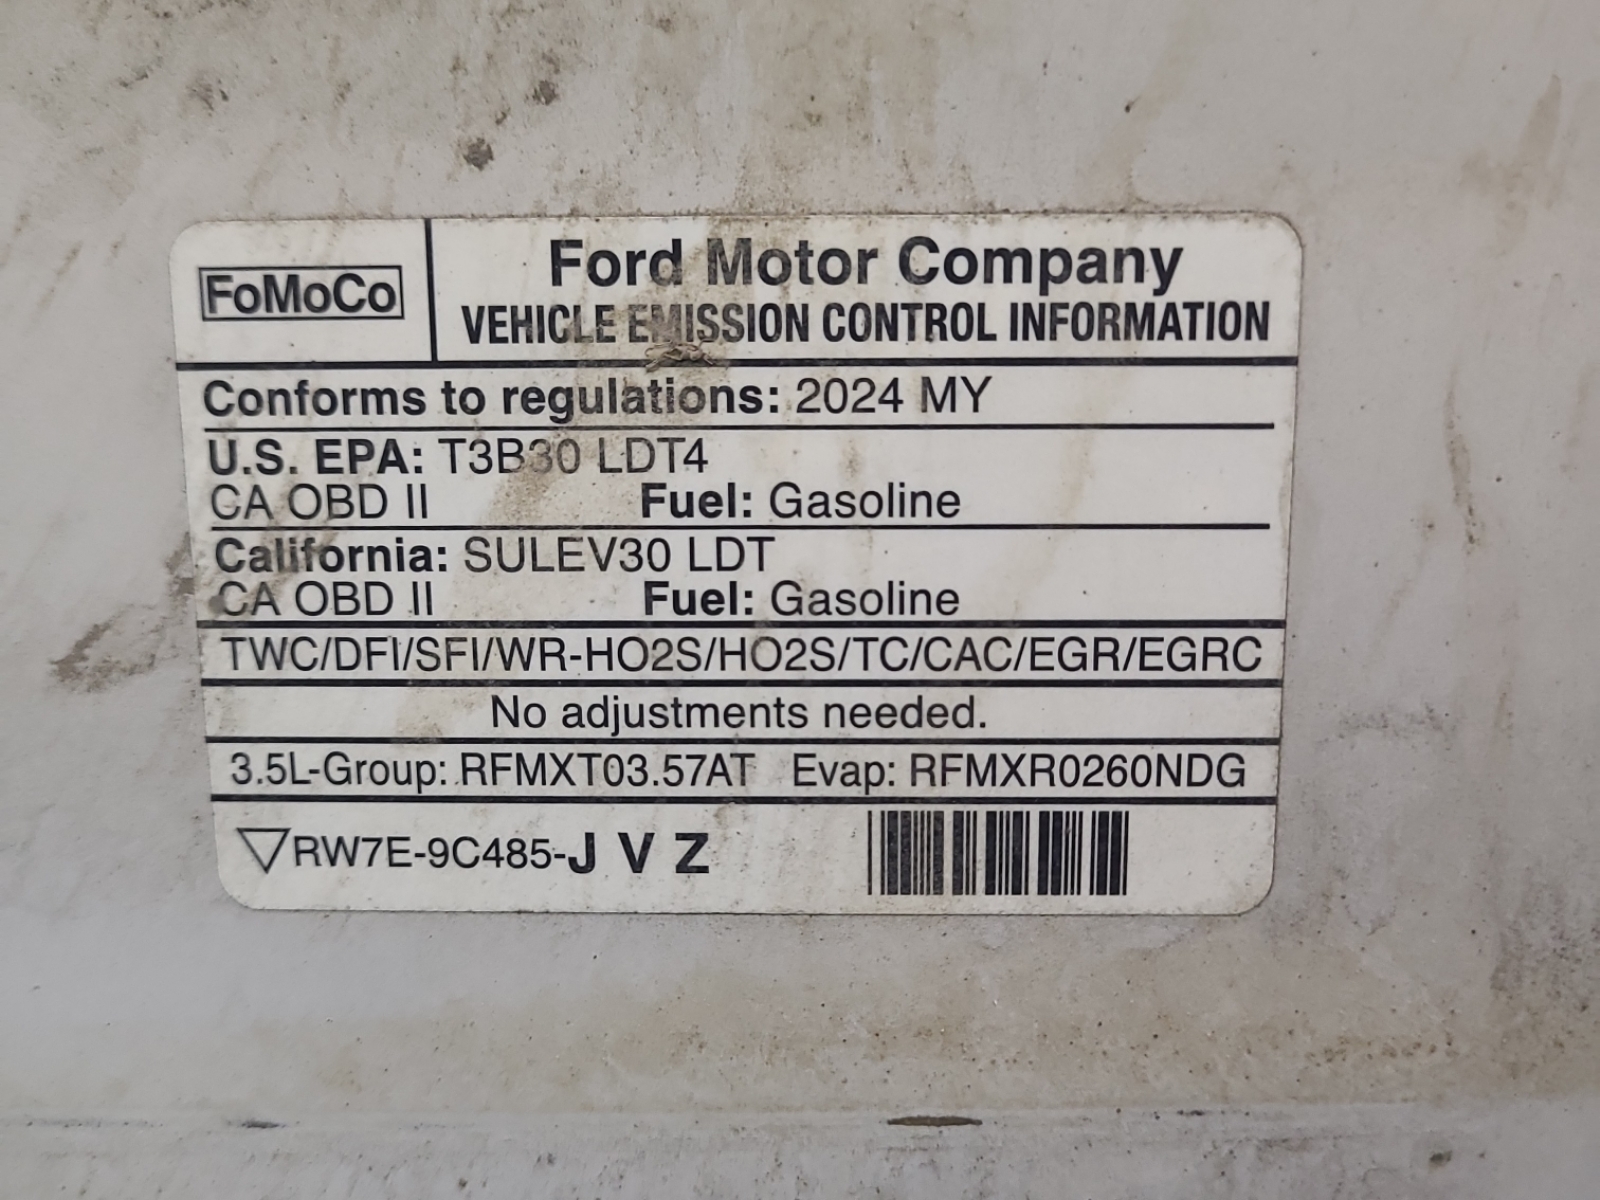 FoMoCo
Ford Motor Company
VEHICLE EMISSION CONTROL INFORMATION
Conforms to regulations: 2024 MY
U.S. EPA: T3B30 LDT4
CA OBD II Fuel: Gasoline
California: SULEV30 LDT
CA OBD II Fuel: Gasoline
TWC/DFI/SFI/WR-HO2S/HO2S/TC/CAC/EGR/EGRC
No adjustments needed.
3.5L-Group: RFMXT03.57AT Evap: RFMXR0260NDG
▽RW7E-9C485-J V Z